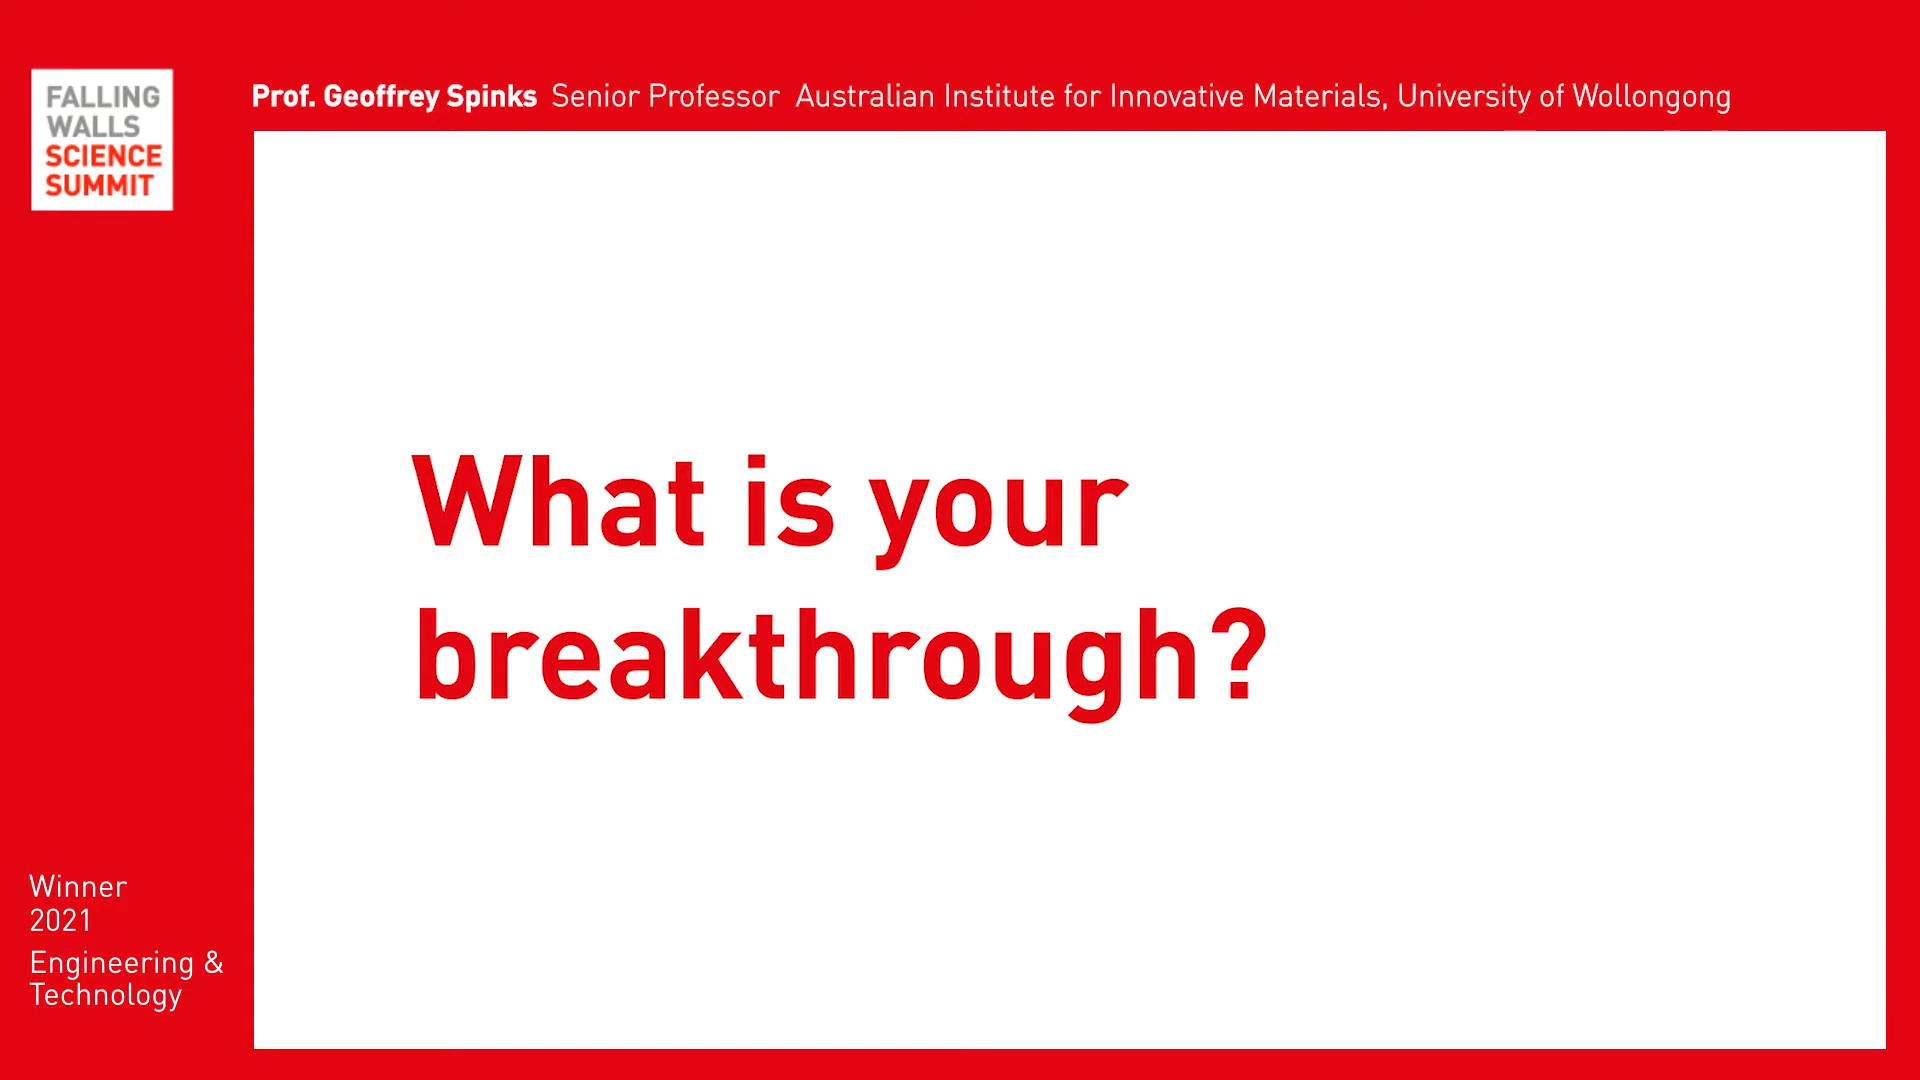 FALLING
WALLS
SCIENCE
SUMMIT
Prof. Geoffrey Spinks Senior Professor Australian Institute for Innovative Materials, University of Wollongong
What is your
breakthrough?
Winner
2021
Engineering &
Technology